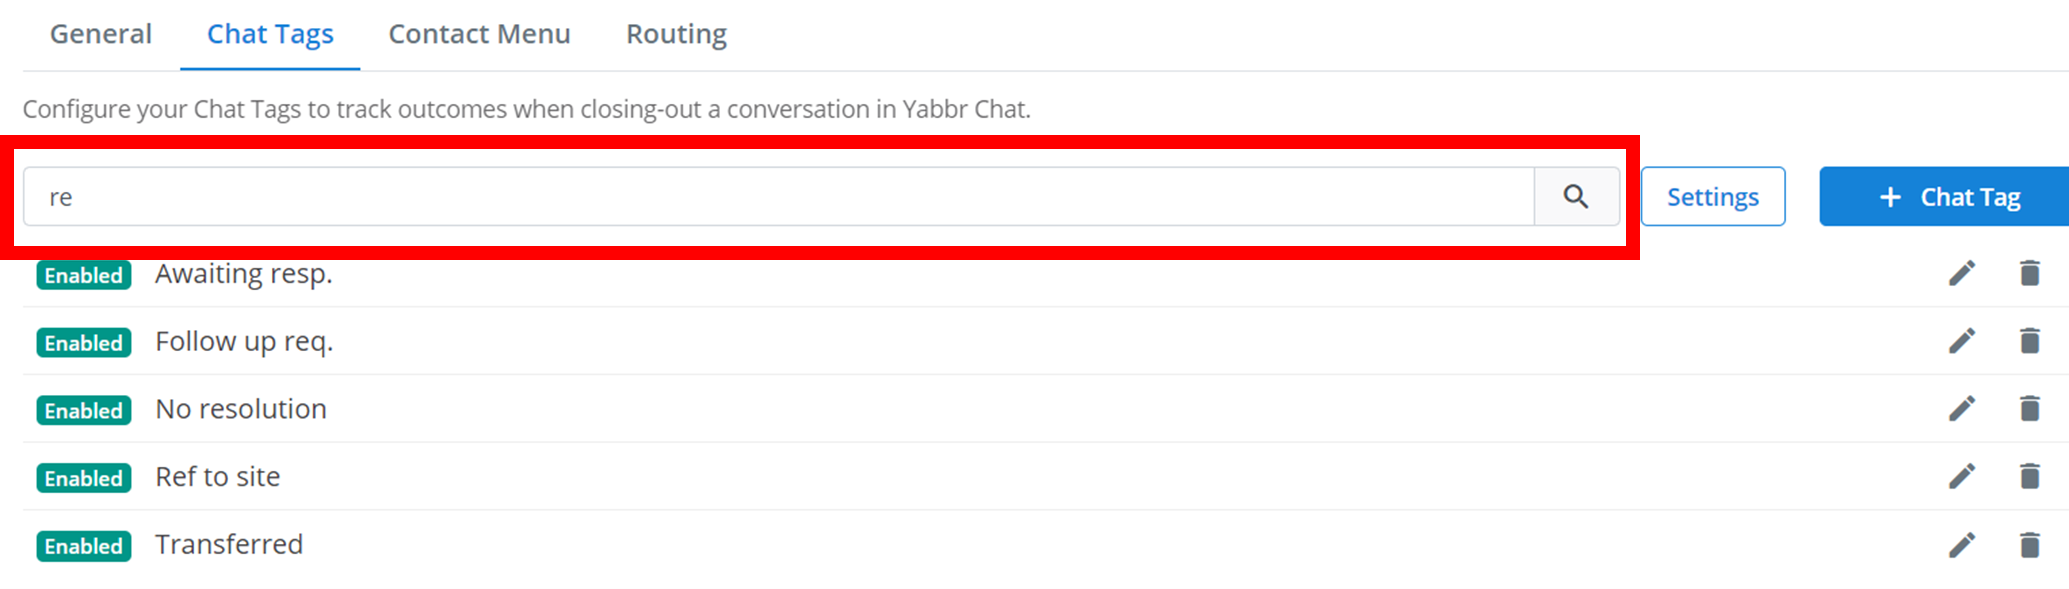 General Chat Tags Contact Menu Routing
Configure your Chat Tags to track outcomes when closing-out a conversation in Yabbr Chat.
re Settings + Chat Tag
Enabled Awaiting resp.
Enabled Follow up req.
Enabled No resolution
Enabled Ref to site
Enabled Transferred